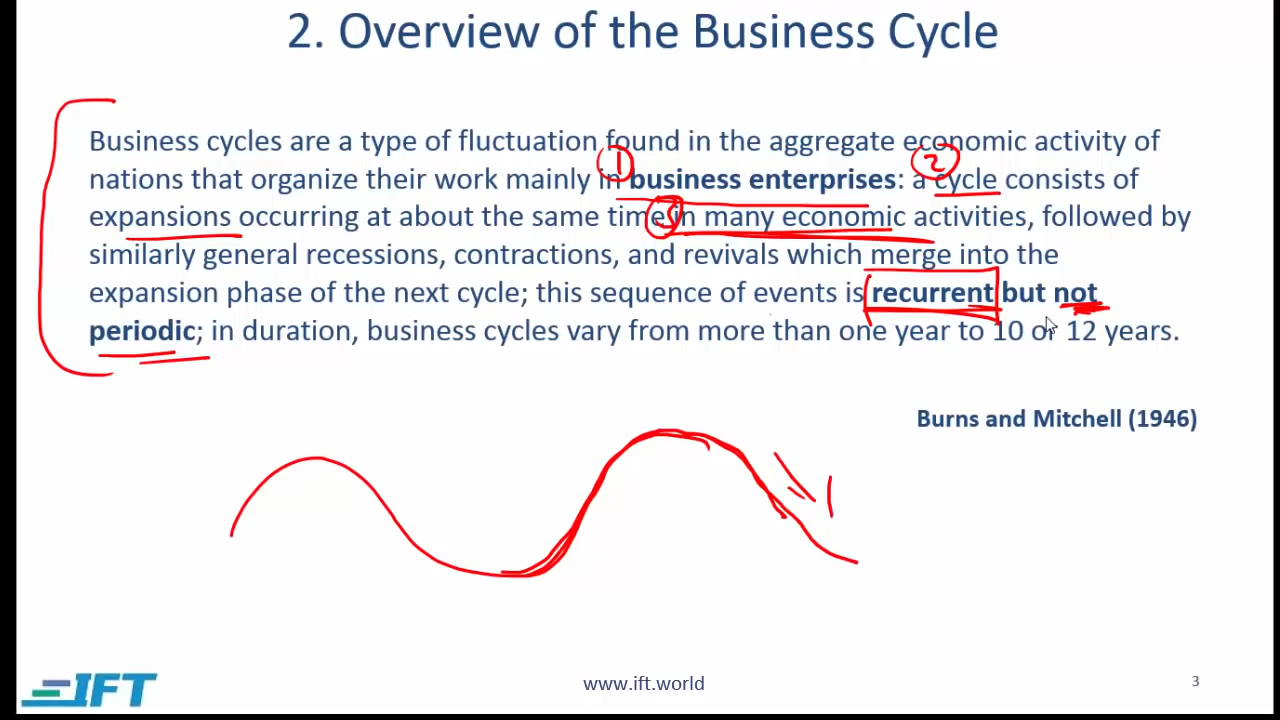 2. Overview of the Business Cycle
Business cycles are a type of fluctuation found in the aggregate economic activity of
1 2
nations that organize their work mainly in business enterprises: a cycle consists of
expansions occurring at about the same time in many economic activities, followed by
3
similarly general recessions, contractions, and revivals which merge into the
expansion phase of the next cycle; this sequence of events is recurrent but not
periodic; in duration, business cycles vary from more than one year to 10 or 12 years.
Burns and Mitchell (1946)
IFT
www.ift.world
3